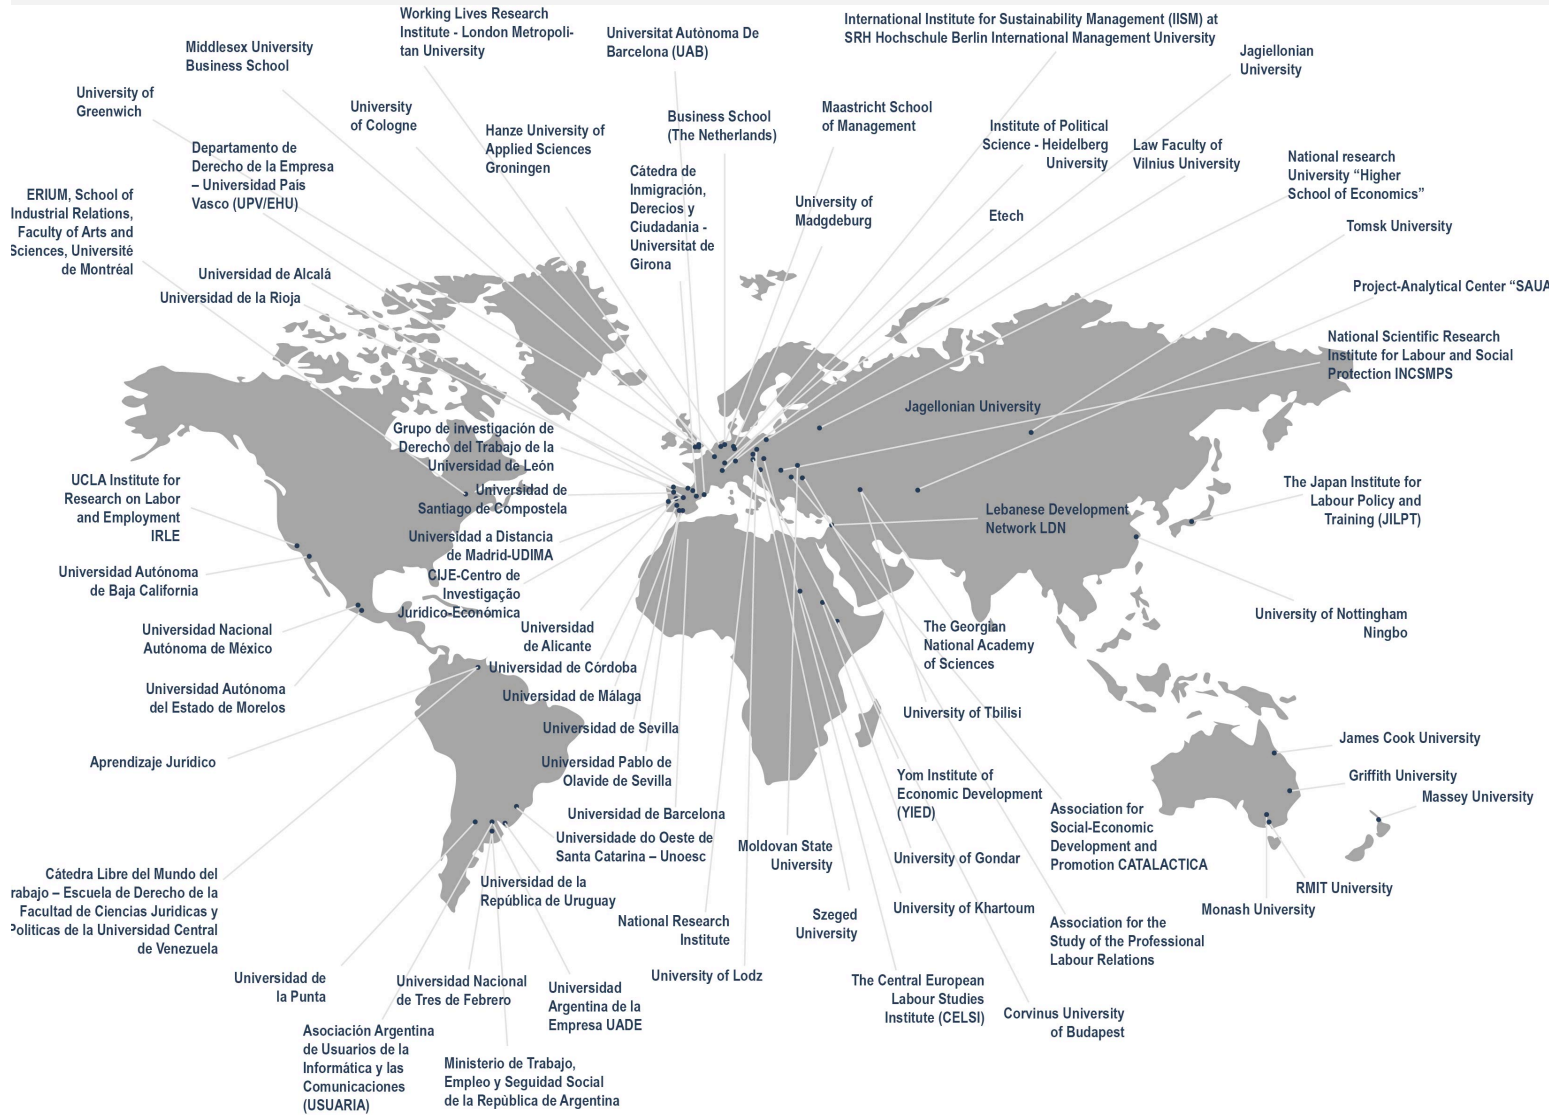 Working Lives Research
Institute - London Metropoli-
tan University
Universitat Autònoma De
Barcelona (UAB)
International Institute for Sustainability Management (IISM) at
SRH Hochschule Berlin International Management University
Middlesex University
Business School
Jagiellonian
University
University of
Greenwich
University
of Cologne
Hanze University of
Applied Sciences
Groningen
Business School
(The Netherlands)
Maastricht School
of Management
Institute of Political
Science - Heidelberg
University
Law Faculty of
Vilnius University
National research
University “Higher
School of Economics”
Departamento de
Derecho de la Empresa
– Universidad País
Vasco (UPV/EHU)
Cátedra de
Inmigración,
Derecios y
Ciudadania -
Universitat de
Girona
University of
Madgdeburg
Etech
Tomsk University
ERIUM, School of
Industrial Relations,
Faculty of Arts and
Sciences, Université
de Montréal
Universidad de Alcalá
Universidad de la Rioja
Project-Analytical Center “SAUA
National Scientific Research
Institute for Labour and Social
Protection INCSMPS
Jagellonian University
Grupo de investigación de
Derecho del Trabajo de la
Universidad de León
UCLA Institute for
Research on Labor
and Employment
IRLE
Universidad de
Santiago de Compostela
The Japan Institute for
Labour Policy and
Training (JILPT)
Lebanese Development
Network LDN
Universidad a Distancia
de Madrid-UDIMA
Universidad Autónoma
de Baja California
CIJE-Centro de
Investigação
Jurídico-Económica
University of Nottingham
Ningbo
Universidad Nacional
Autónoma de México
Universidad
de Alicante
The Georgian
National Academy
of Sciences
Universidad de Córdoba
Universidad Autónoma
del Estado de Morelos
Universidad de Málaga
University of Tbilisi
Universidad de Sevilla
James Cook University
Aprendizaje Jurídico
Universidad Pablo de
Olavide de Sevilla
Yom Institute of
Economic Development
(YIED)
Griffith University
Massey University
Universidad de Barcelona
Association for
Social-Economic
Development and
Promotion CATALACTICA
Universidade do Oeste de
Santa Catarina – Unoesc
Moldovan State
University
University of Gondar
Cátedra Libre del Mundo del
rabajo – Escuela de Derecho de la
Facultad de Ciencias Jurídicas y
Políticas de la Universidad Central
de Venezuela
Universidad de la
República de Uruguay
RMIT University
Monash University
National Research
Institute
Szeged
University
University of Khartoum
Association for the
Study of the Professional
Labour Relations
Universidad de
la Punta
Universidad Nacional
de Tres de Febrero
University of Lodz
Universidad
Argentina de la
Empresa UADE
The Central European
Labour Studies
Institute (CELSI)
Corvinus University
of Budapest
Asociación Argentina
de Usuarios de la
Informática y las
Comunicaciones
(USUARIA)
Ministerio de Trabajo,
Empleo y Seguidad Social
de la Repùblica de Argentina